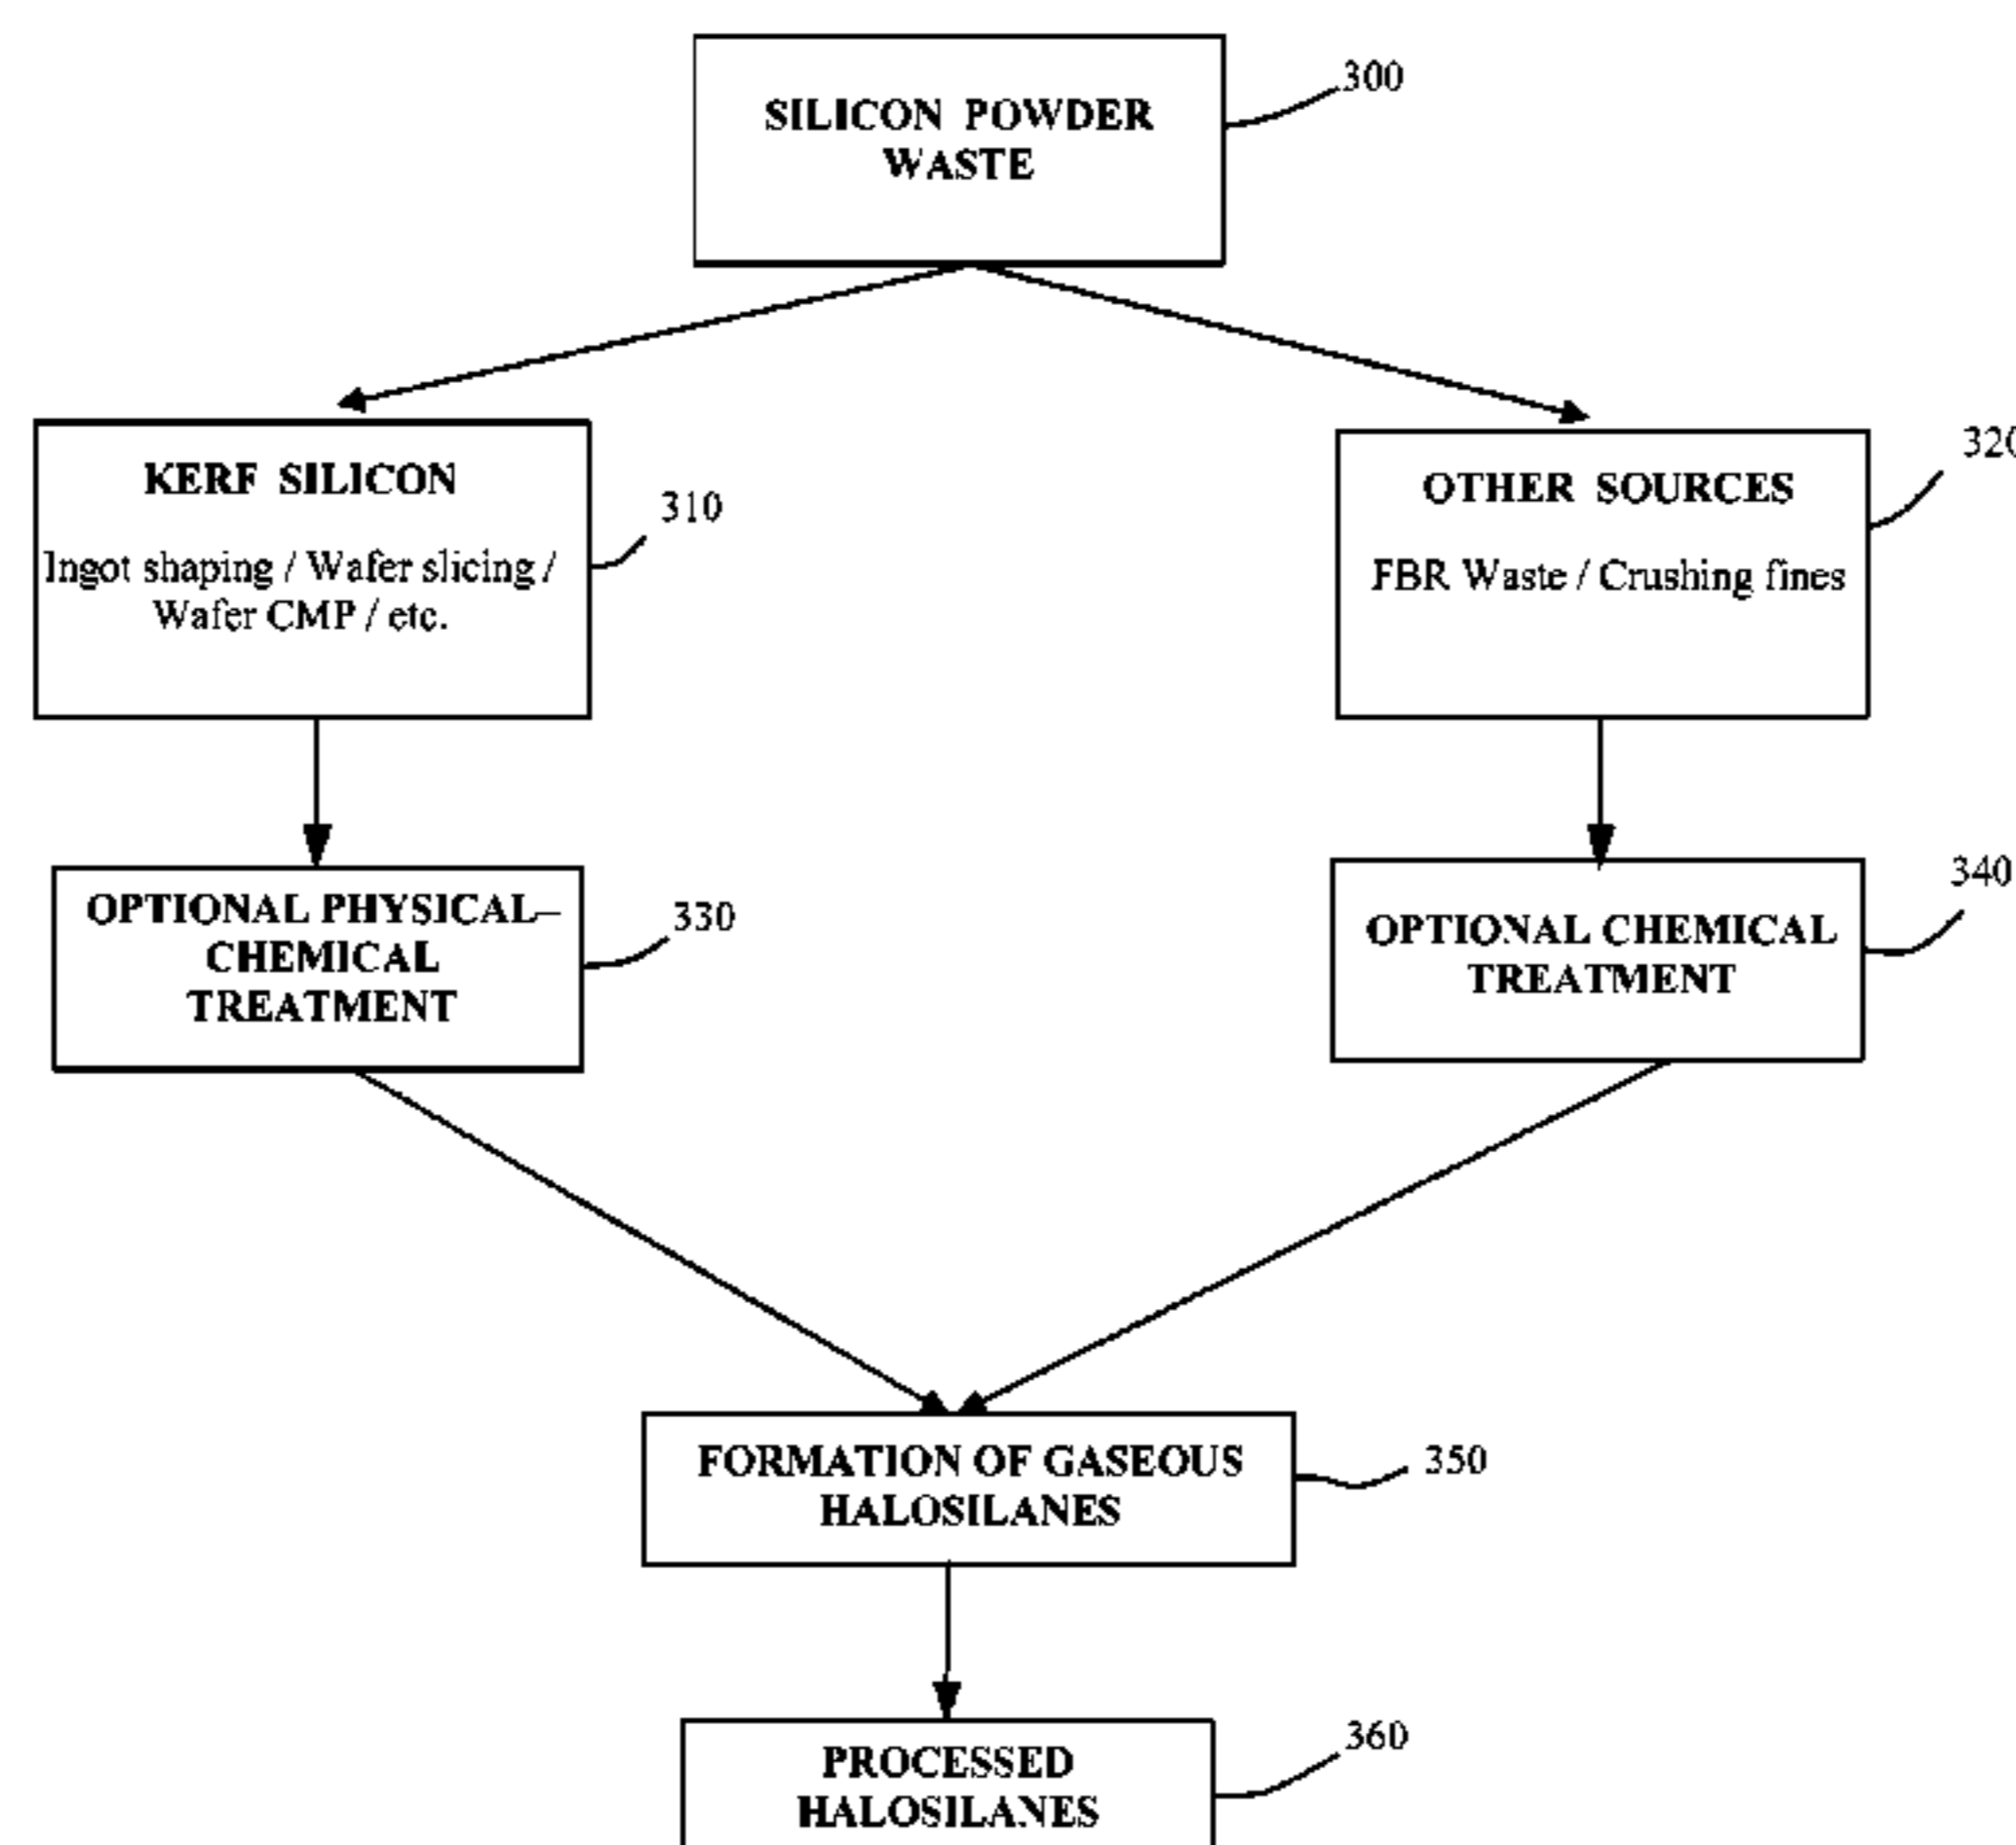 SILICON POWDER
WASTE
300
KERF SILICON
Ingot shaping / Wafer slicing /
Wafer CMP / etc.
310
OTHER SOURCES
FBR Waste / Crushing fines
320
OPTIONAL PHYSICAL–
CHEMICAL
TREATMENT
330
OPTIONAL CHEMICAL
TREATMENT
340
FORMATION OF GASEOUS
HALOSILANES
350
PROCESSED
HALOSILANES
360